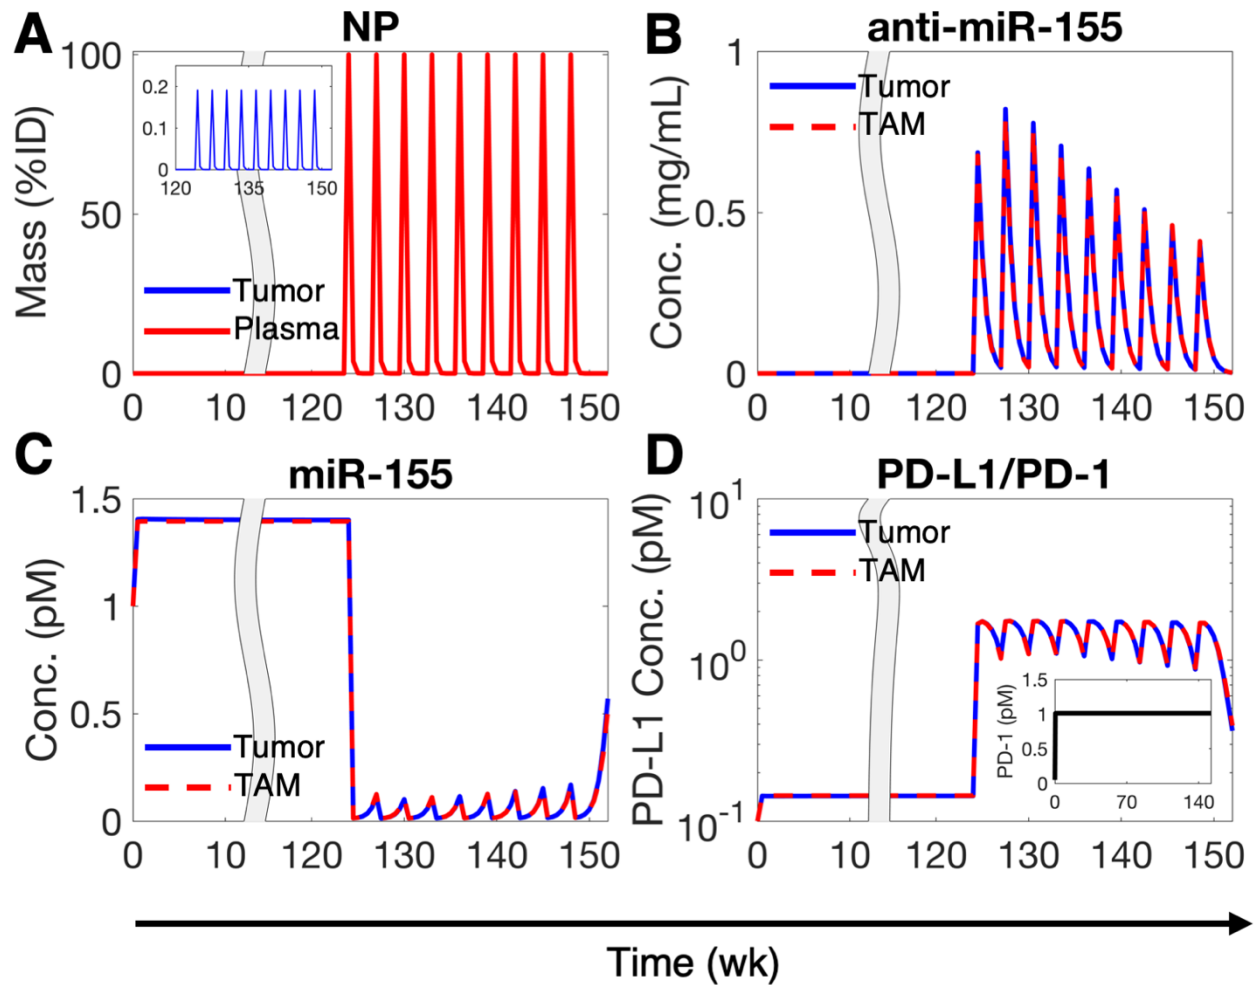 A
NP
Mass (%ID)
100
50
0
0.2
0.1
0
120
135
150
Tumor
Plasma
0
10
120
130
140
150
B
anti-miR-155
Conc. (mg/mL)
1
0.5
0
Tumor
TAM
0
10
120
130
140
150
C
miR-155
Conc. (pM)
1.5
1
0.5
0
Tumor
TAM
0
10
120
130
140
150
D
PD-L1/PD-1
PD-L1 Conc. (pM)
10^1
10^0
10^-1
Tumor
TAM
PD-1 (pM)
1.5
1
0.5
0
0
70
140
0
10
120
130
140
150
Time (wk)